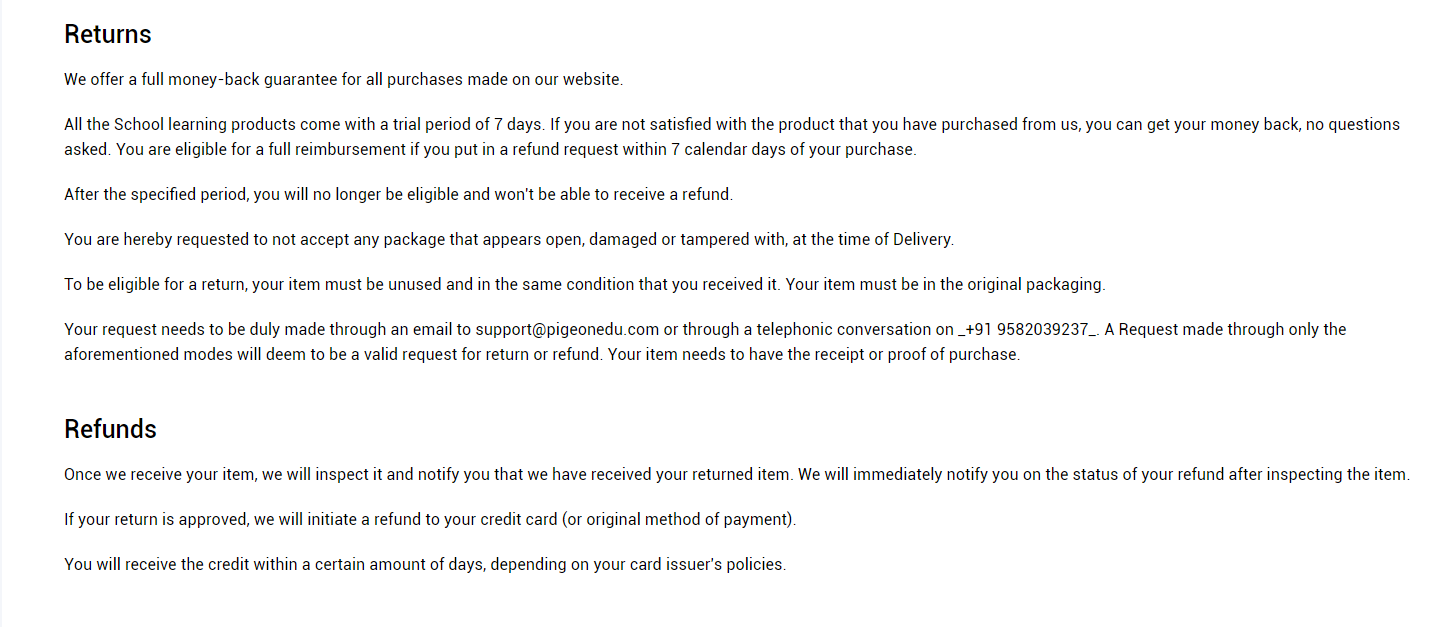 Returns
We offer a full money-back guarantee for all purchases made on our website.
All the School learning products come with a trial period of 7 days. If you are not satisfied with the product that you have purchased from us, you can get your money back, no questions
asked. You are eligible for a full reimbursement if you put in a refund request within 7 calendar days of your purchase.
After the specified period, you will no longer be eligible and won't be able to receive a refund.
You are hereby requested to not accept any package that appears open, damaged or tampered with, at the time of Delivery.
To be eligible for a return, your item must be unused and in the same condition that you received it. Your item must be in the original packaging.
Your request needs to be duly made through an email to support@pigeonedu.com or through a telephonic conversation on _+91 9582039237_. A Request made through only the
aforementioned modes will deem to be a valid request for return or refund. Your item needs to have the receipt or proof of purchase.
Refunds
Once we receive your item, we will inspect it and notify you that we have received your returned item. We will immediately notify you on the status of your refund after inspecting the item.
If your return is approved, we will initiate a refund to your credit card (or original method of payment).
You will receive the credit within a certain amount of days, depending on your card issuer's policies.